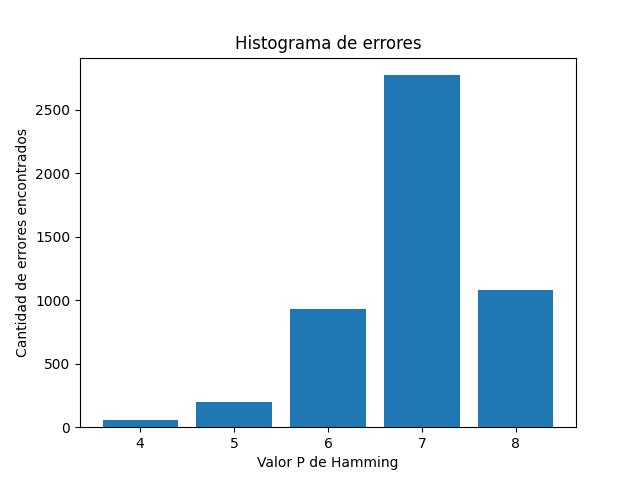 Histograma de errores
Cantidad de errores encontrados
2500
2000
1500
1000
500
0
4 5 6 7 8
Valor P de Hamming